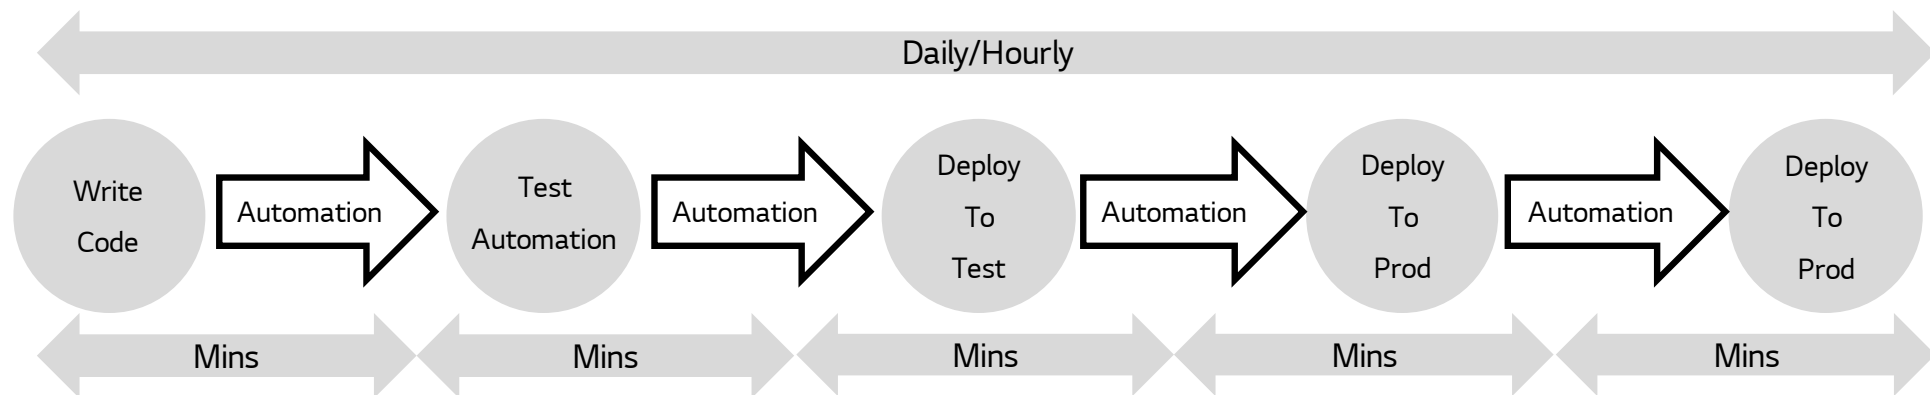 Daily/Hourly
Write
Code
Automation
Test
Automation
Automation
Deploy
To
Test
Automation
Deploy
To
Prod
Automation
Deploy
To
Prod
Mins
Mins
Mins
Mins
Mins